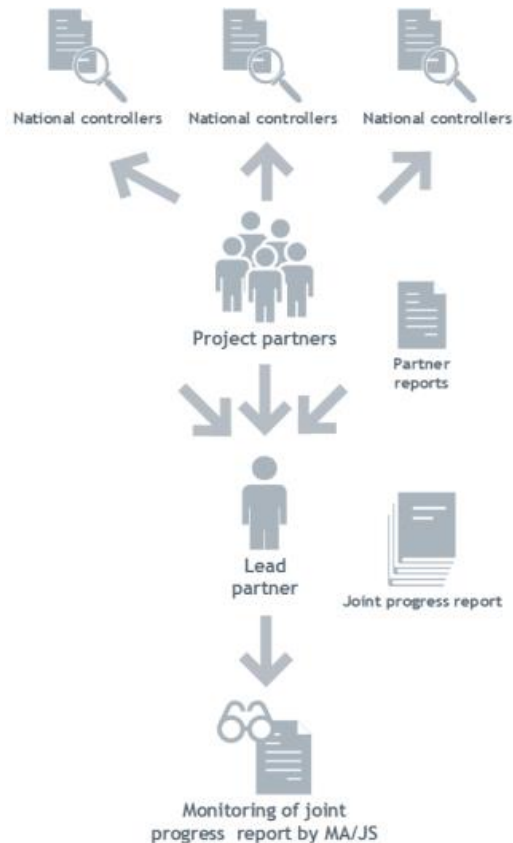 National controllers
National controllers
National controllers
Project partners
Partner
reports
Lead
partner
Joint progress report
Monitoring of joint
progress report by MA/JS